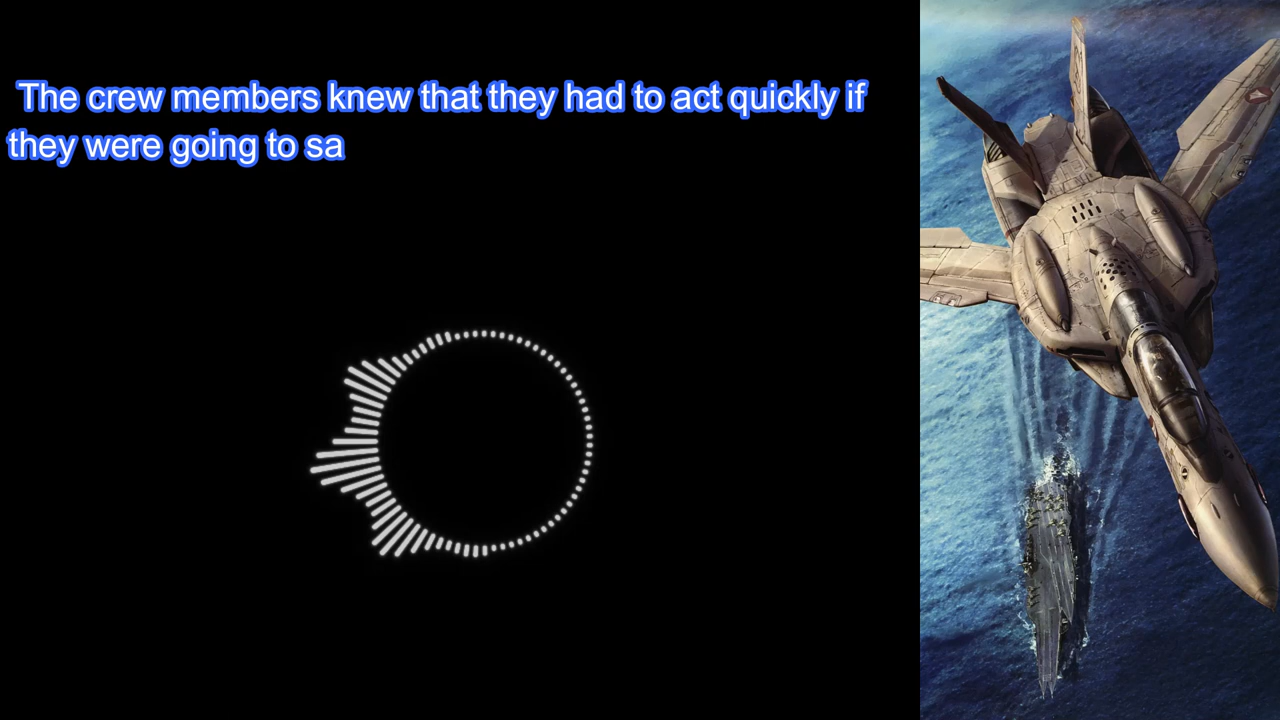 The crew members knew that they had to act quickly if
they were going to sa